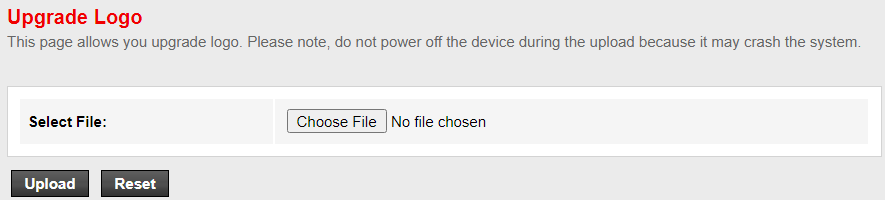 Upgrade Logo
This page allows you upgrade logo. Please note, do not power off the device during the upload because it may crash the system.
Select File: Choose File No file chosen
Upload Reset